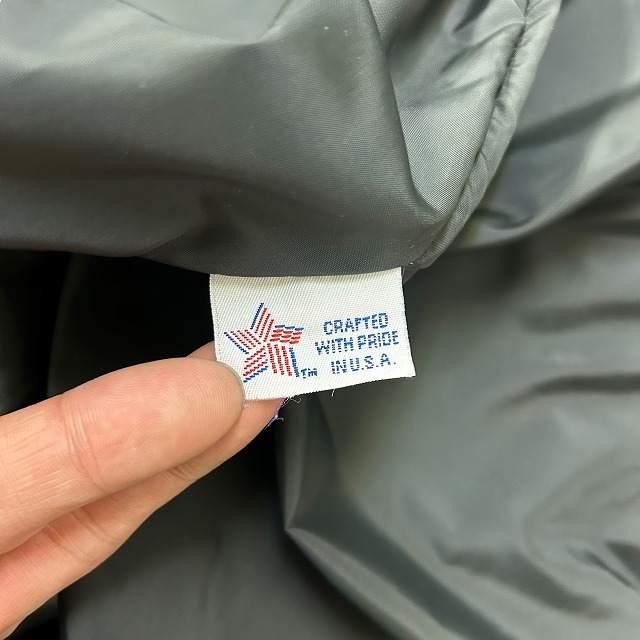 CRAFTED
WITH PRIDE
IN U.S.A.
TM